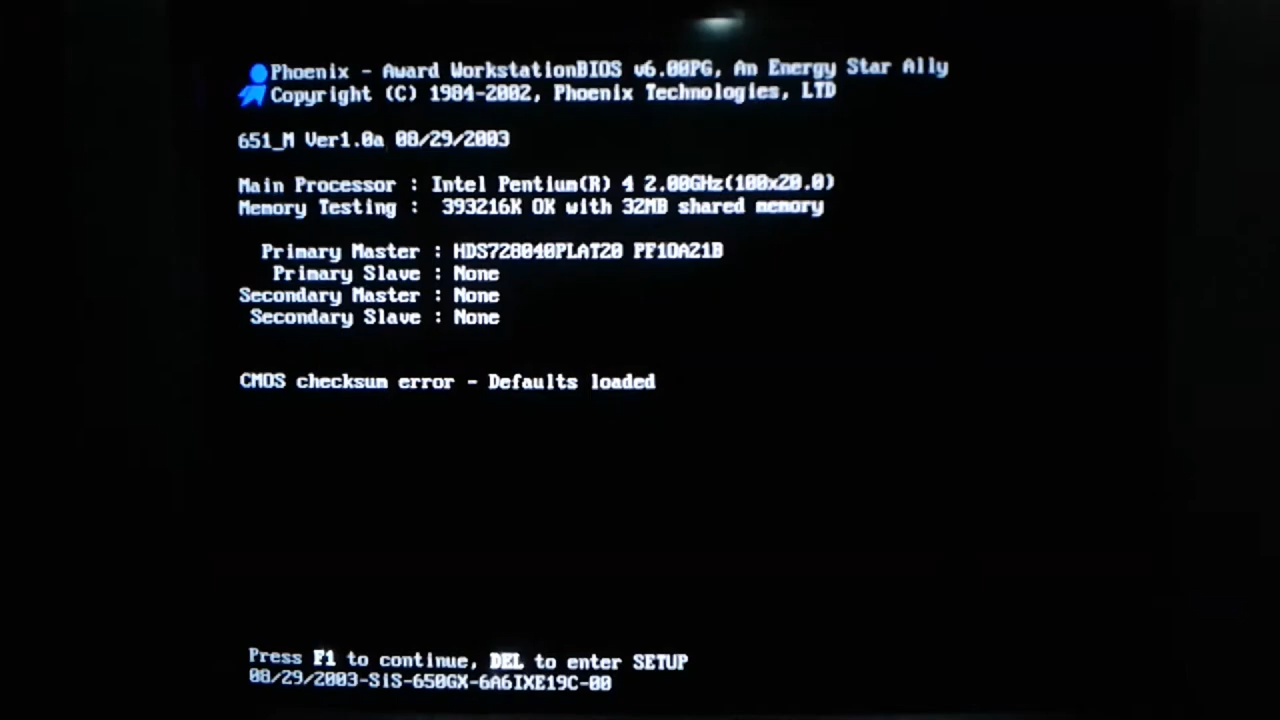 Phoenix - Award WorkstationBIOS v6.00PG, An Energy Star Ally
Copyright (C) 1984-2002, Phoenix Technologies, LTD
651_M Ver1.0a 08/29/2003
Main Processor : Intel Pentium(R) 4 2.00GHz(100x20.0)
Memory Testing : 393216K OK with 32MB shared memory
Primary Master : HDS728040PLAT20 PF1OA21B
Primary Slave : None
Secondary Master : None
Secondary Slave : None
CMOS checksum error - Defaults loaded
Press F1 to continue, DEL to enter SETUP
08/29/2003-SiS-650GX-6A6IXE19C-00